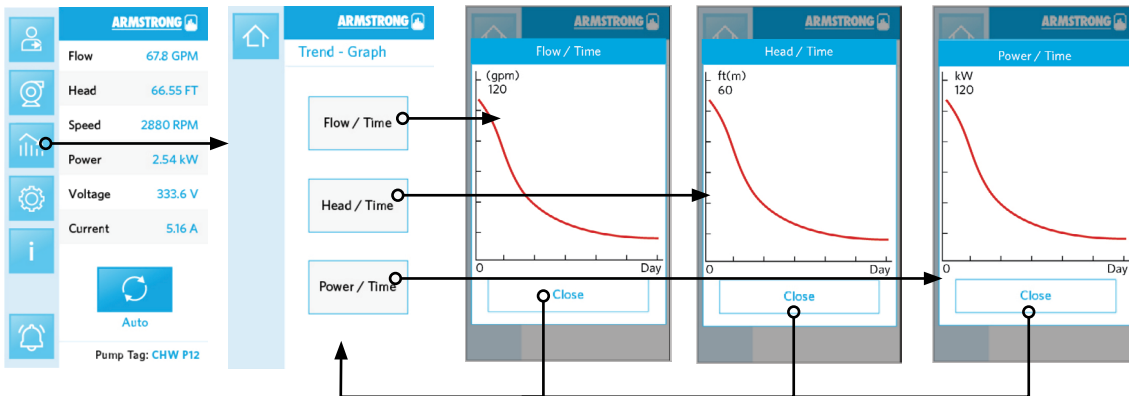 ARMSTRONG
Flow 67.8 GPM
Head 66.55 FT
Speed 2880 RPM
Power 2.54 kW
Voltage 333.6 V
Current 5.16 A
i
Auto
Pump Tag: CHW P12
ARMSTRONG
Trend - Graph
Flow / Time
Head / Time
Power / Time
ARMSTRONG
Flow / Time
(gpm)
120
0 Day
Close
ARMSTRONG
Head / Time
ft(m)
60
0 Day
Close
ARMSTRONG
Power / Time
kW
120
0 Day
Close